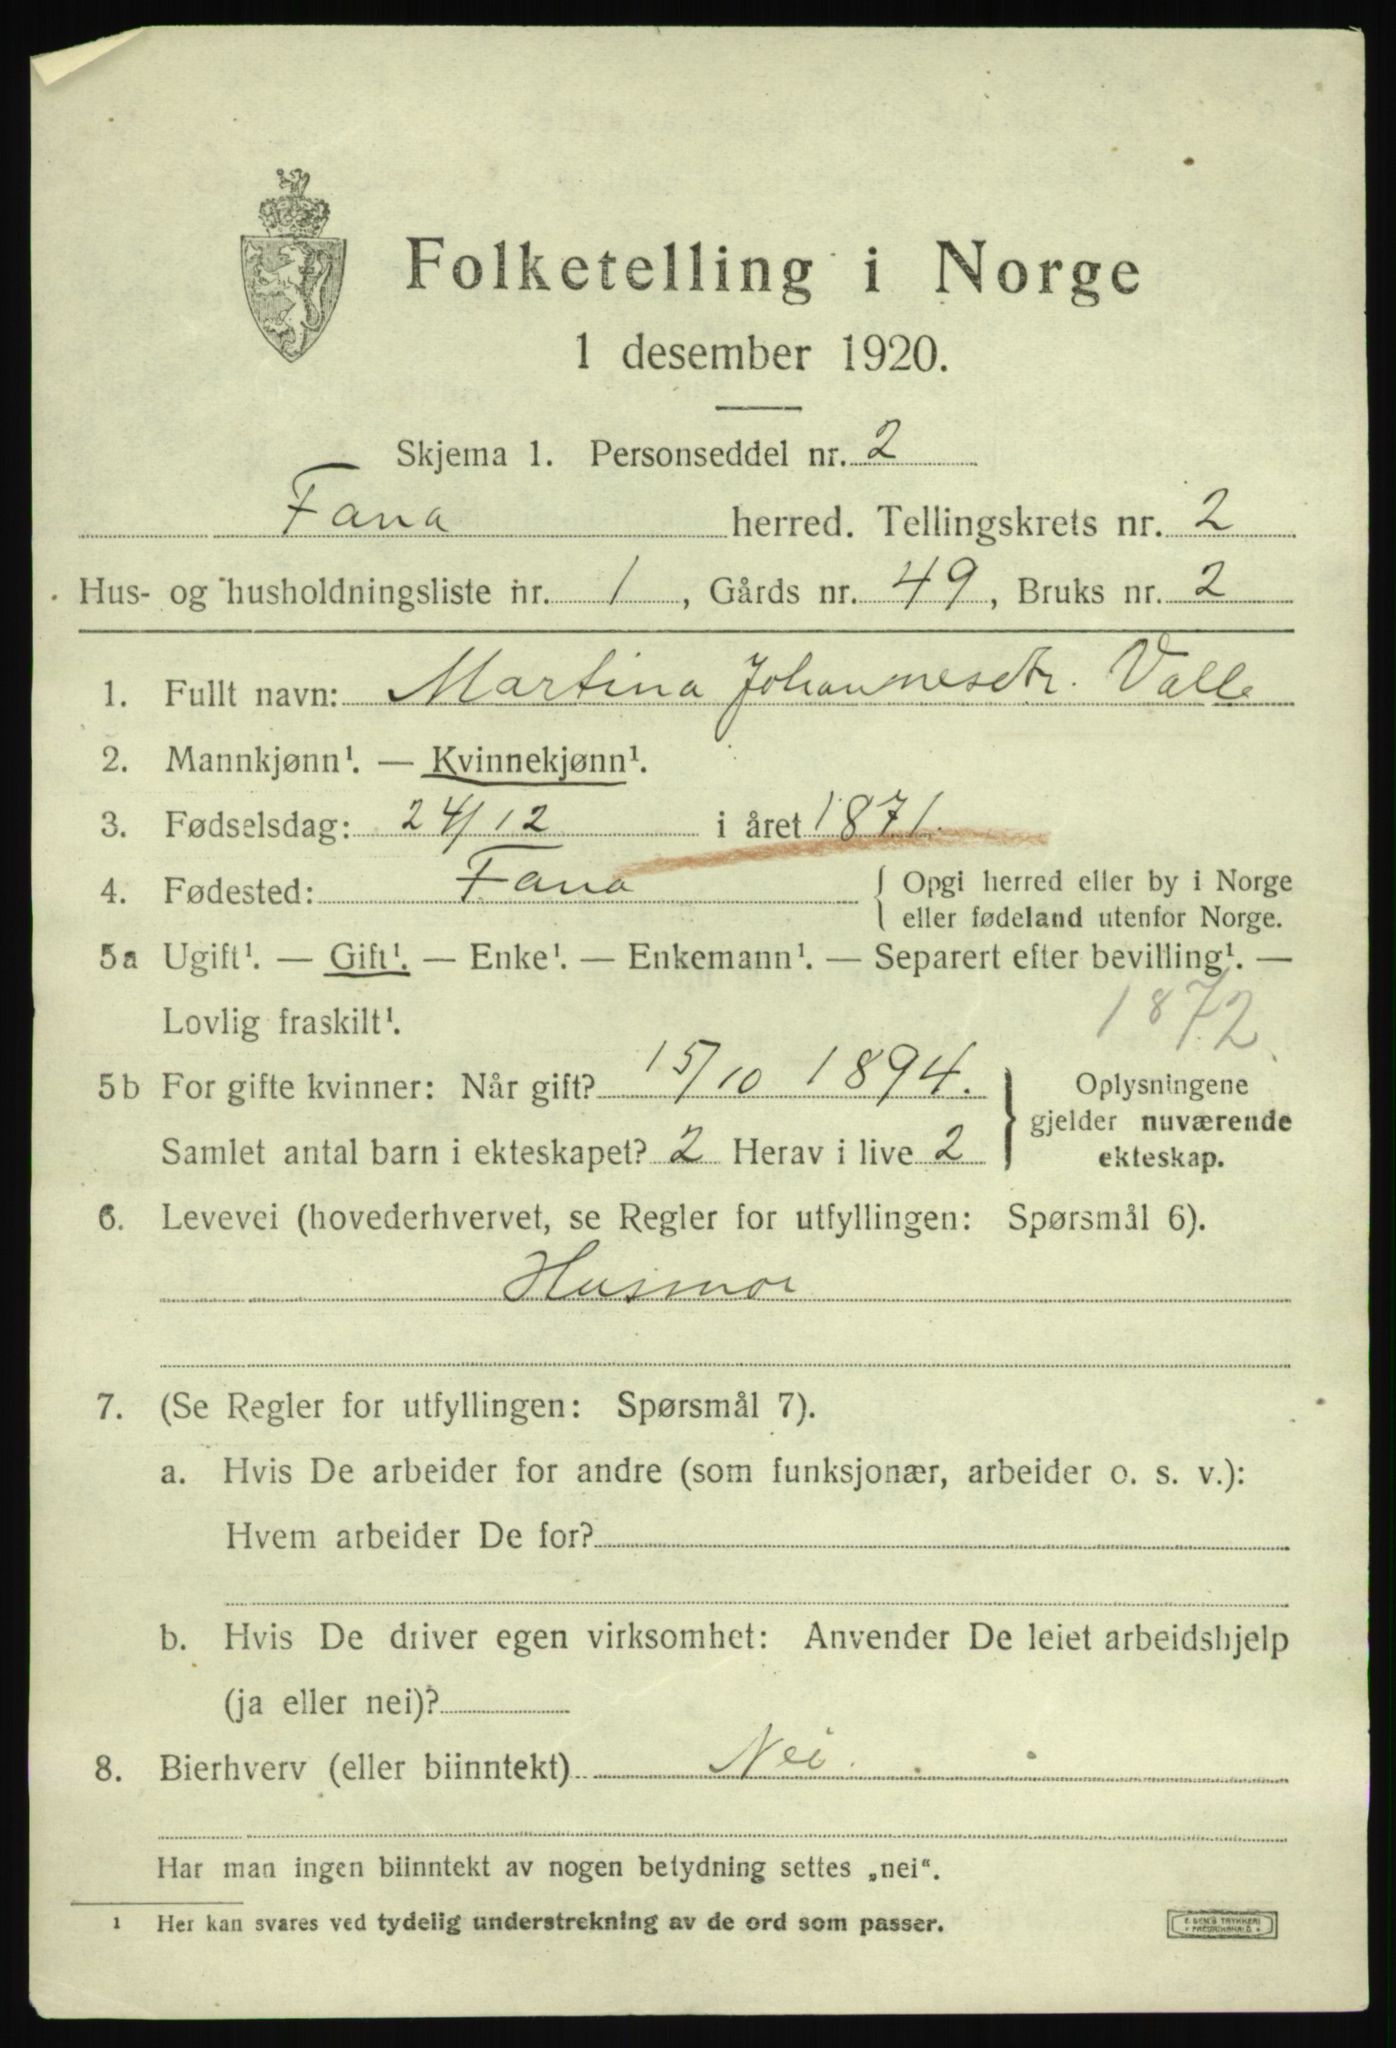 Folketelling i Norge
1 desember 1920.
Skjema 1. Personseddel nr. 2
Fana herred. Tellingskrets nr. 2
Hus- og husholdningsliste nr. 1, Gårds nr. 49, Bruks nr. 2
1. Fullt navn: Martina Johannesdtr. Valle
2. Mannkjønn¹. — Kvinnekjønn¹.
3. Fødselsdag: 24/12 i året 1871.
4. Fødested: Fana { Opgi herred eller by i Norge
eller fødeland utenfor Norge.
5a Ugift¹. — Gift¹. — Enke¹. — Enkemann¹. — Separert efter bevilling¹. —
Lovlig fraskilt¹.
1872
5b For gifte kvinner: Når gift? 15/10 1894. } Oplysningene
gjelder nuværende
Samlet antal barn i ekteskapet? 2 Herav i live 2 ekteskap.
6. Levevei (hovederhvervet, se Regler for utfyllingen: Spørsmål 6).
Husmor
7. (Se Regler for utfyllingen: Spørsmål 7).
a. Hvis De arbeider for andre (som funksjonær, arbeider o. s. v.):
Hvem arbeider De for?
b. Hvis De driver egen virksomhet: Anvender De leiet arbeidshjelp
(ja eller nei)?
8. Bierhverv (eller biinntekt) Nei.
Har man ingen biinntekt av nogen betydning settes „nei“.
¹ Her kan svares ved tydelig understrekning av de ord som passer.
E. SEM'S TRYKKERI
FREDRIKSHALD